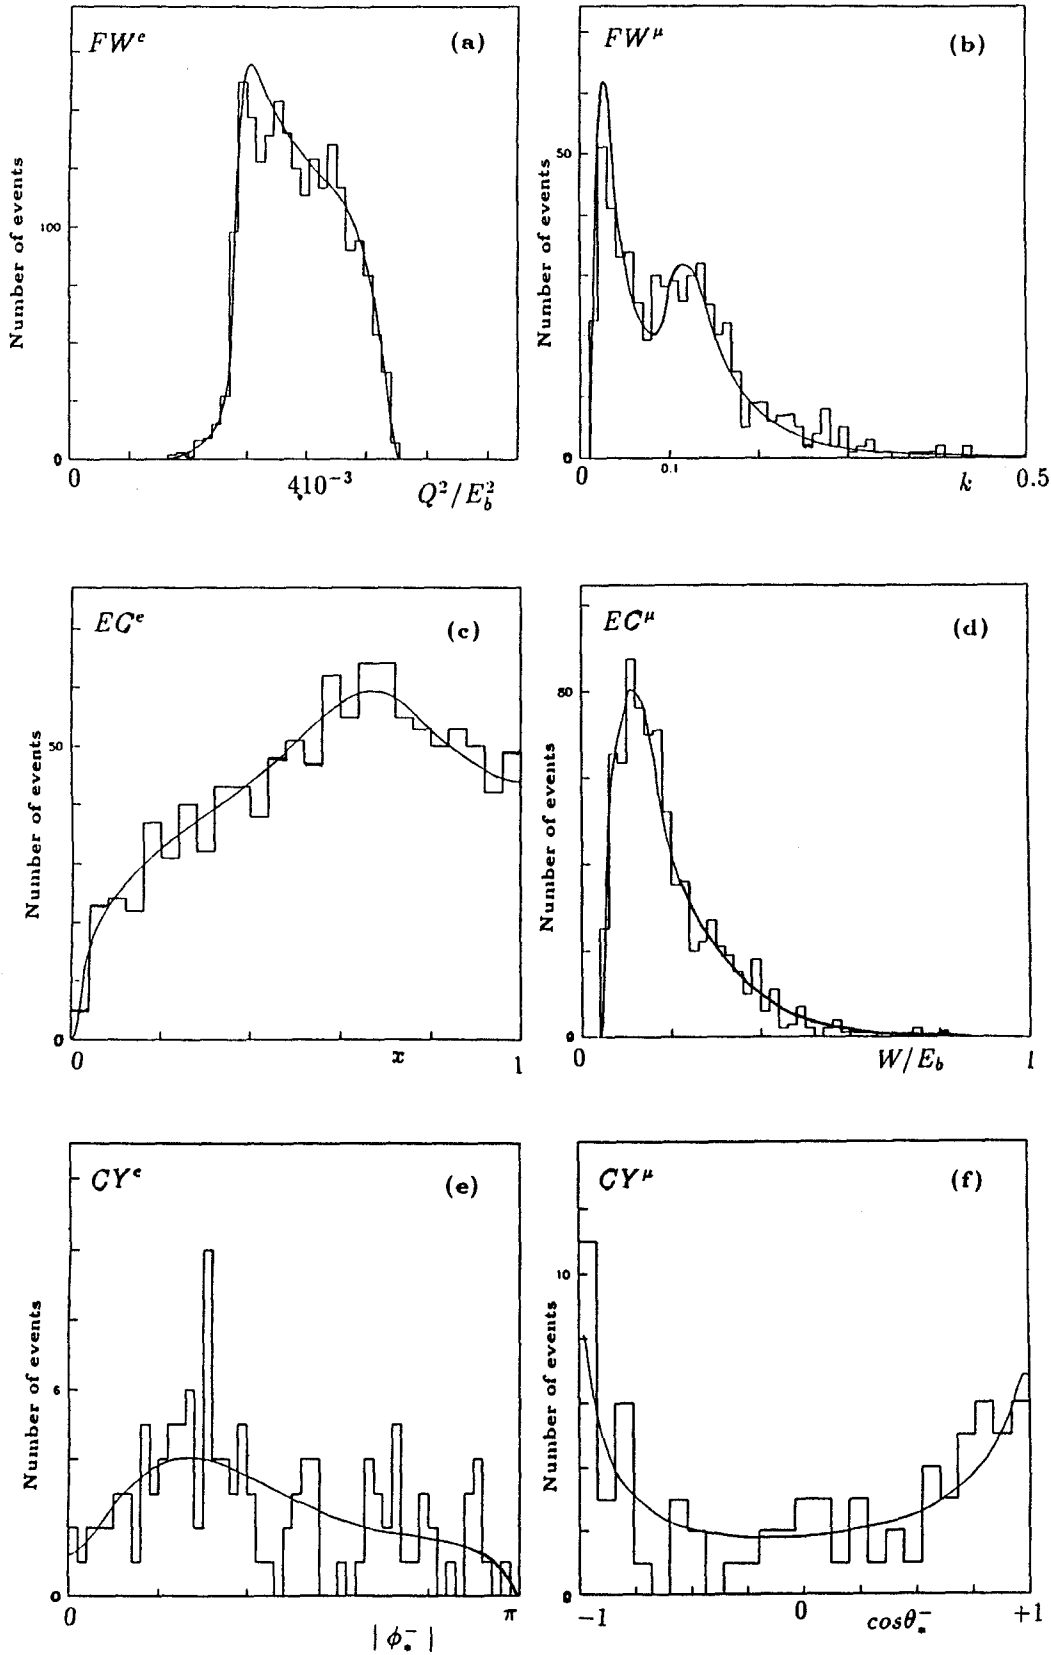 FW^e (a)
Number of events
100
0
0 4 10^-3 Q^2/E_b^2
FW^μ (b)
Number of events
50
0
0 0.1 k 0.5
EC^e (c)
Number of events
50
0
0 x 1
EC^μ (d)
Number of events
0
0 W/E_b 1
CY^e (e)
Number of events
6
0
0 |φ_*^-| π
CY^μ (f)
Number of events
10
0
-1 0 cosθ_*^- +1